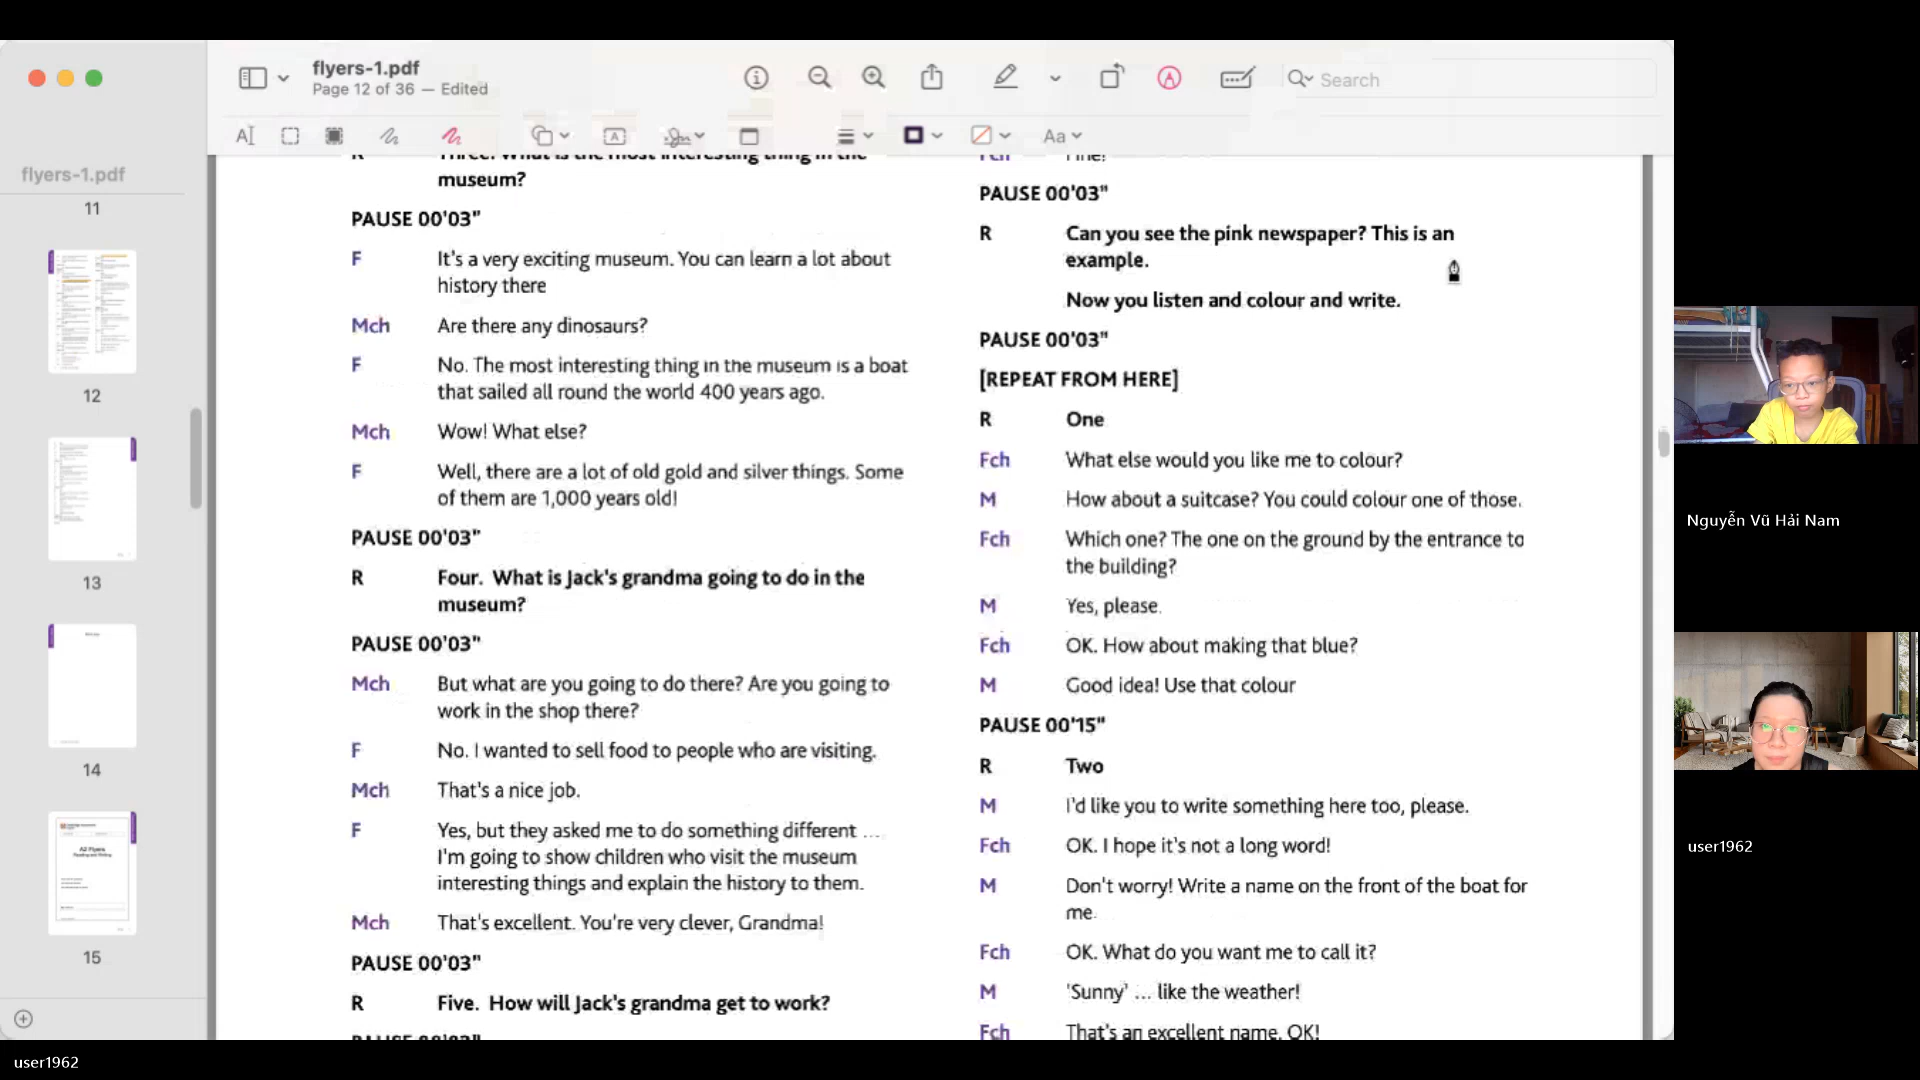 flyers-1.pdf
Page 12 of 36 — Edited
Search
Aa
flyers-1.pdf
11
12
13
14
15
R Three. What is the most interesting thing in the
museum?
PAUSE 00'03"
F It's a very exciting museum. You can learn a lot about
history there
Mch Are there any dinosaurs?
F No. The most interesting thing in the museum is a boat
that sailed all round the world 400 years ago.
Mch Wow! What else?
F Well, there are a lot of old gold and silver things. Some
of them are 1,000 years old!
PAUSE 00'03"
R Four. What is Jack's grandma going to do in the
museum?
PAUSE 00'03"
Mch But what are you going to do there? Are you going to
work in the shop there?
F No. I wanted to sell food to people who are visiting.
Mch That's a nice job.
F Yes, but they asked me to do something different ...
I'm going to show children who visit the museum
interesting things and explain the history to them.
Mch That's excellent. You're very clever, Grandma!
PAUSE 00'03"
R Five. How will Jack's grandma get to work?
PAUSE 00'03"
Fch Fine!
PAUSE 00'03"
R Can you see the pink newspaper? This is an
example.
Now you listen and colour and write.
PAUSE 00'03"
[REPEAT FROM HERE]
R One
Fch What else would you like me to colour?
M How about a suitcase? You could colour one of those.
Fch Which one? The one on the ground by the entrance to
the building?
M Yes, please.
Fch OK. How about making that blue?
M Good idea! Use that colour
PAUSE 00'15"
R Two
M I'd like you to write something here too, please.
Fch OK. I hope it's not a long word!
M Don't worry! Write a name on the front of the boat for
me.
Fch OK. What do you want me to call it?
M 'Sunny' ... like the weather!
Fch That's an excellent name. OK!
Nguyễn Vũ Hải Nam
user1962
user1962